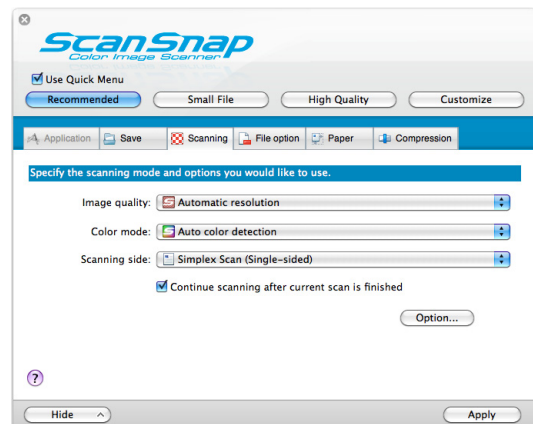 ScanSnap
Color Image Scanner
Use Quick Menu
Recommended Small File High Quality Customize
Application Save Scanning File option Paper Compression
Specify the scanning mode and options you would like to use.
Image quality: Automatic resolution
Color mode: Auto color detection
Scanning side: Simplex Scan (Single-sided)
Continue scanning after current scan is finished
Option...
?
Hide Apply